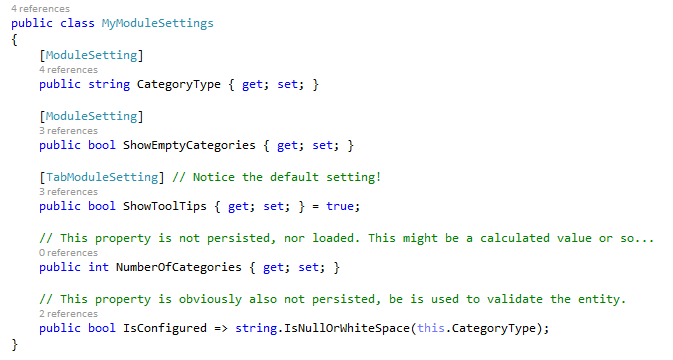 4 references
public class MyModuleSettings
{
[ModuleSetting]
4 references
public string CategoryType { get; set; }
[ModuleSetting]
3 references
public bool ShowEmptyCategories { get; set; }
[TabModuleSetting] // Notice the default setting!
3 references
public bool ShowToolTips { get; set; } = true;
// This property is not persisted, nor loaded. This might be a calculated value or so...
0 references
public int NumberOfCategories { get; set; }
// This property is obviously also not persisted, be is used to validate the entity.
2 references
public bool IsConfigured => string.IsNullOrWhiteSpace(this.CategoryType);
}